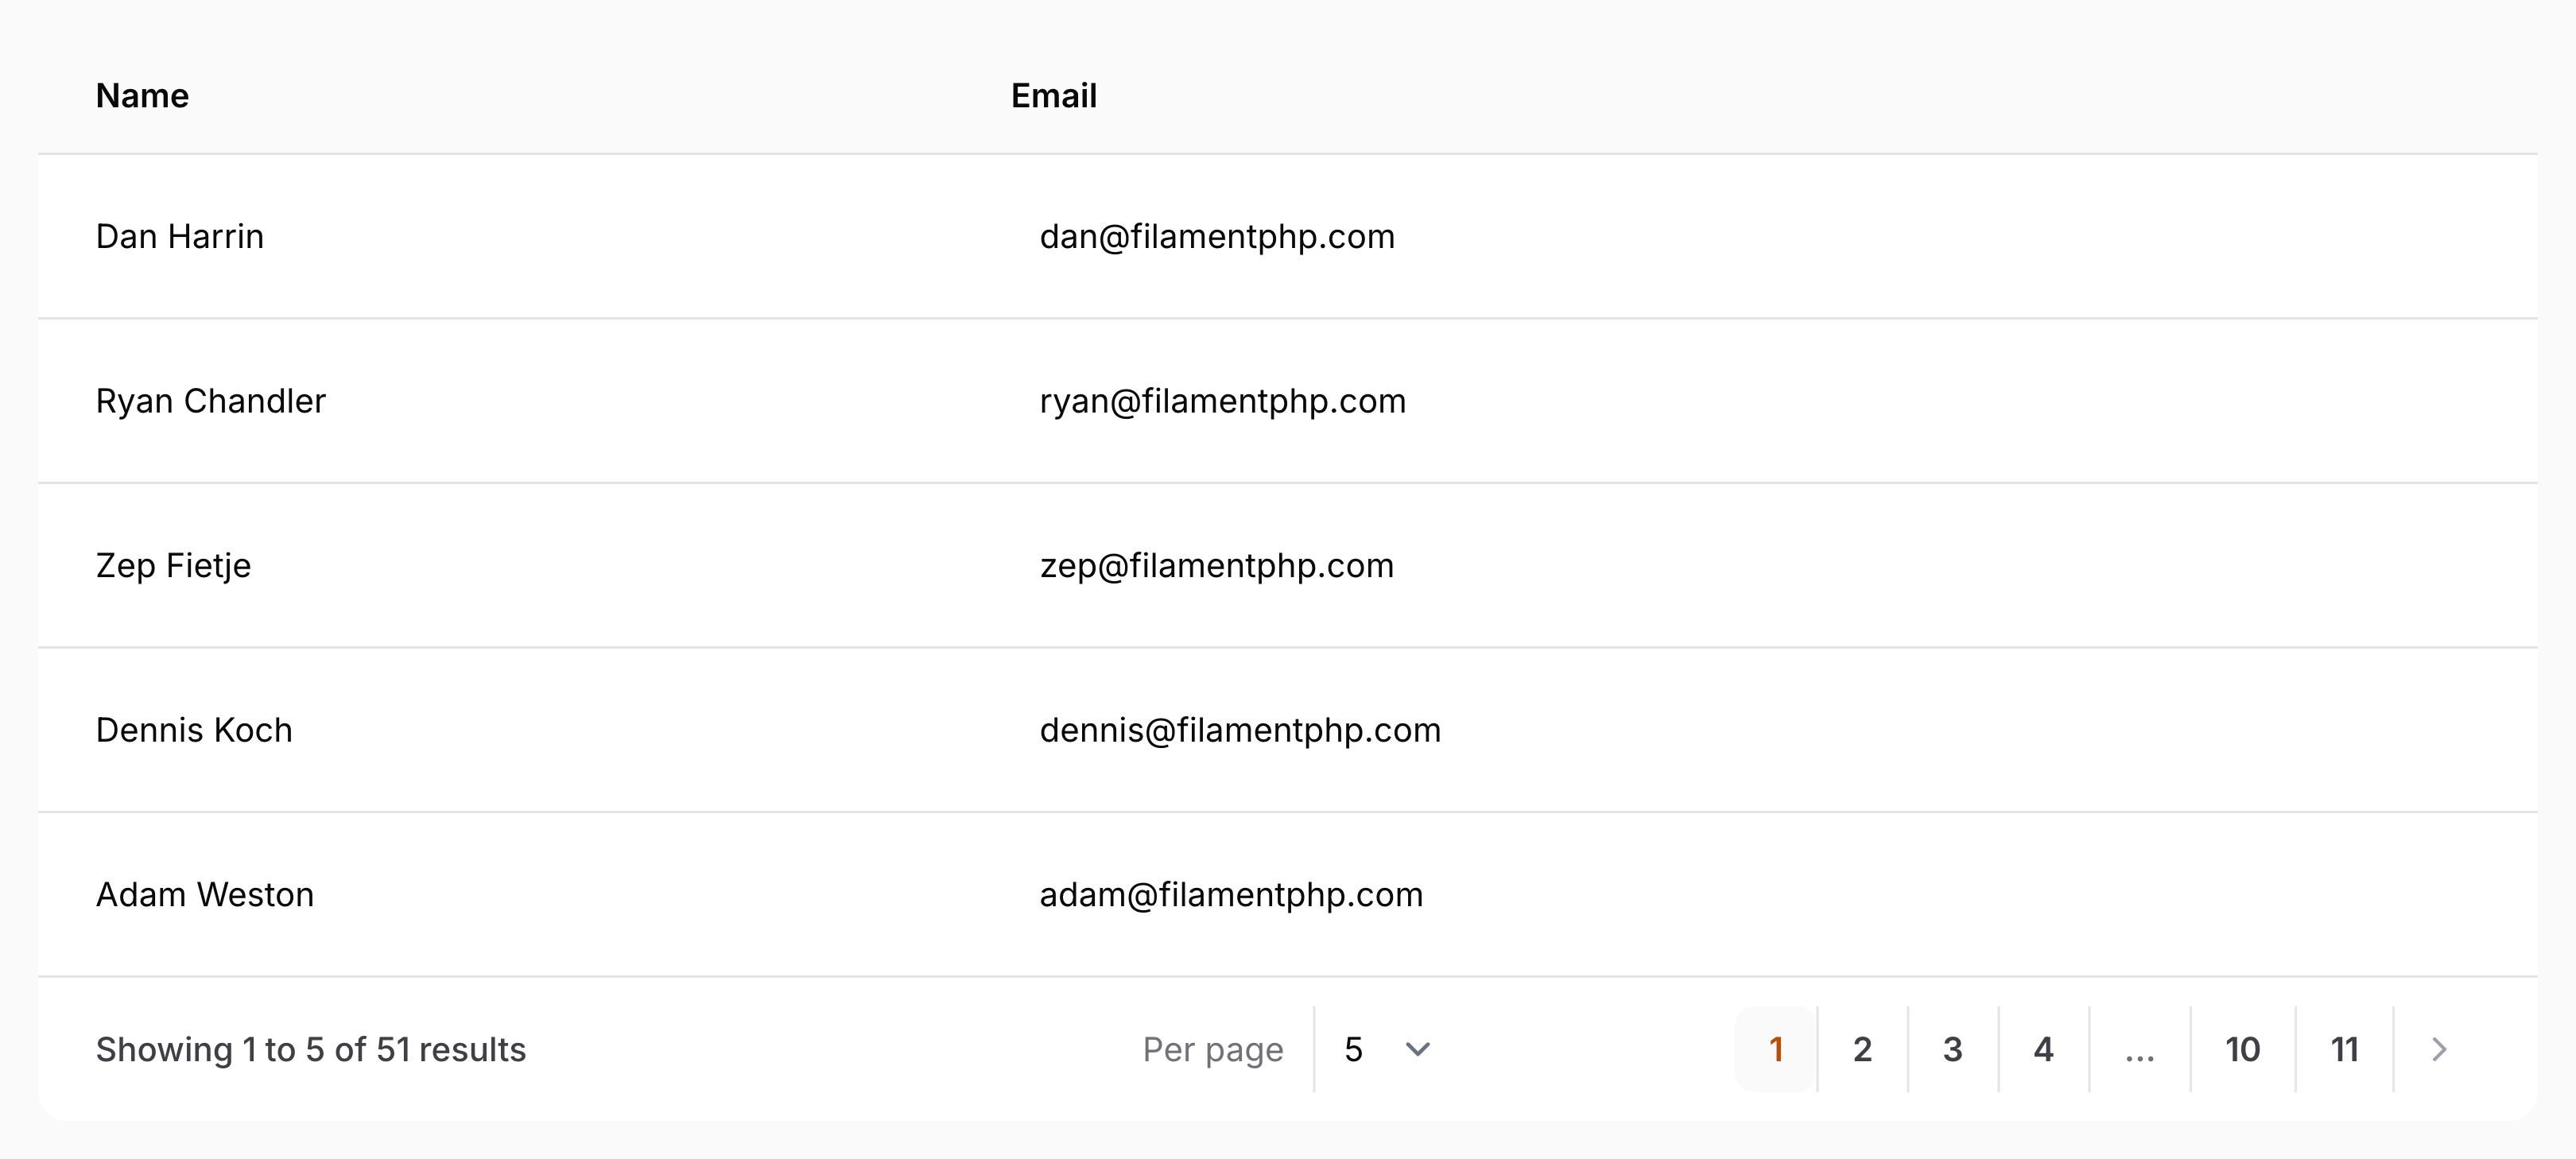 Name Email
Dan Harrin dan@filamentphp.com
Ryan Chandler ryan@filamentphp.com
Zep Fietje zep@filamentphp.com
Dennis Koch dennis@filamentphp.com
Adam Weston adam@filamentphp.com
Showing 1 to 5 of 51 results Per page 5 1 2 3 4 ... 10 11